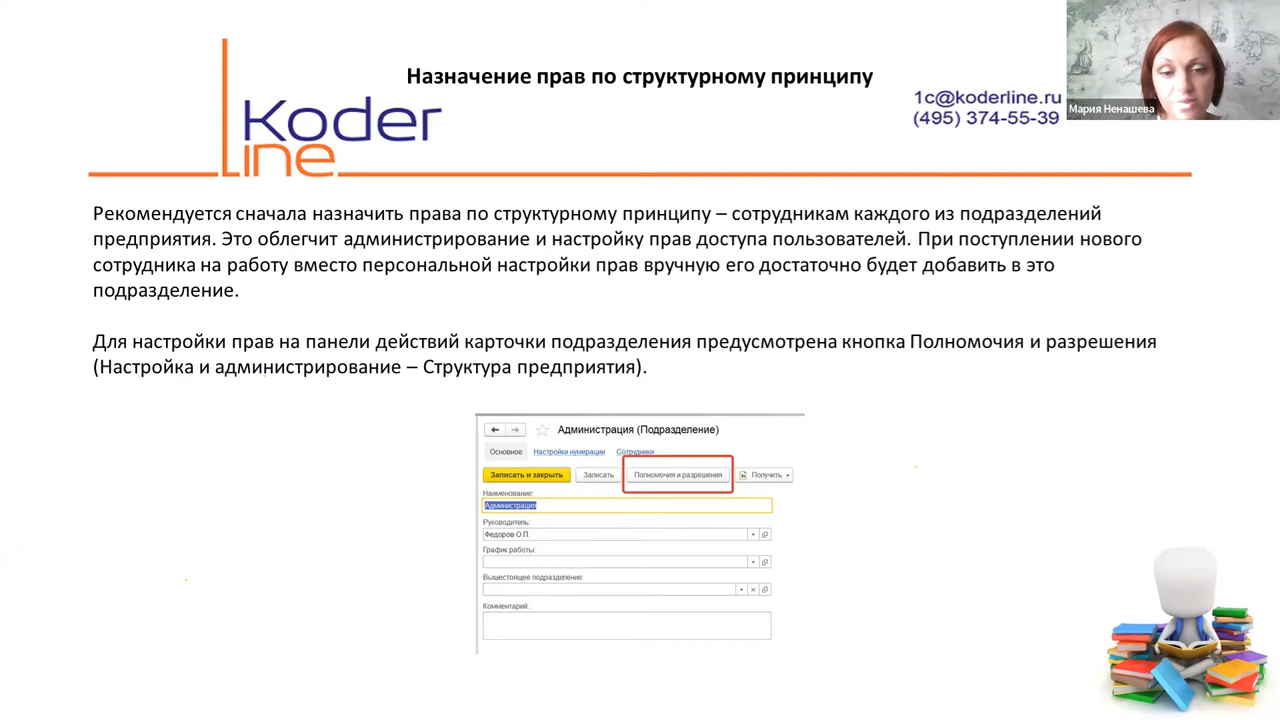 Назначение прав по структурному принципу
Koder
Line
1c@koderline.ru
(495) 374-55-39
Мария Ненашева
Рекомендуется сначала назначить права по структурному принципу – сотрудникам каждого из подразделений
предприятия. Это облегчит администрирование и настройку прав доступа пользователей. При поступлении нового
сотрудника на работу вместо персональной настройки прав вручную его достаточно будет добавить в это
подразделение.
Для настройки прав на панели действий карточки подразделения предусмотрена кнопка Полномочия и разрешения
(Настройка и администрирование – Структура предприятия).
Администрация (Подразделение)
Основное Настройки нумерации Сотрудники
Записать и закрыть Записать Полномочия и разрешения Получить
Наименование:
Администрация
Руководитель:
Федоров О.П.
График работы:
Вышестоящее подразделение:
Комментарий: